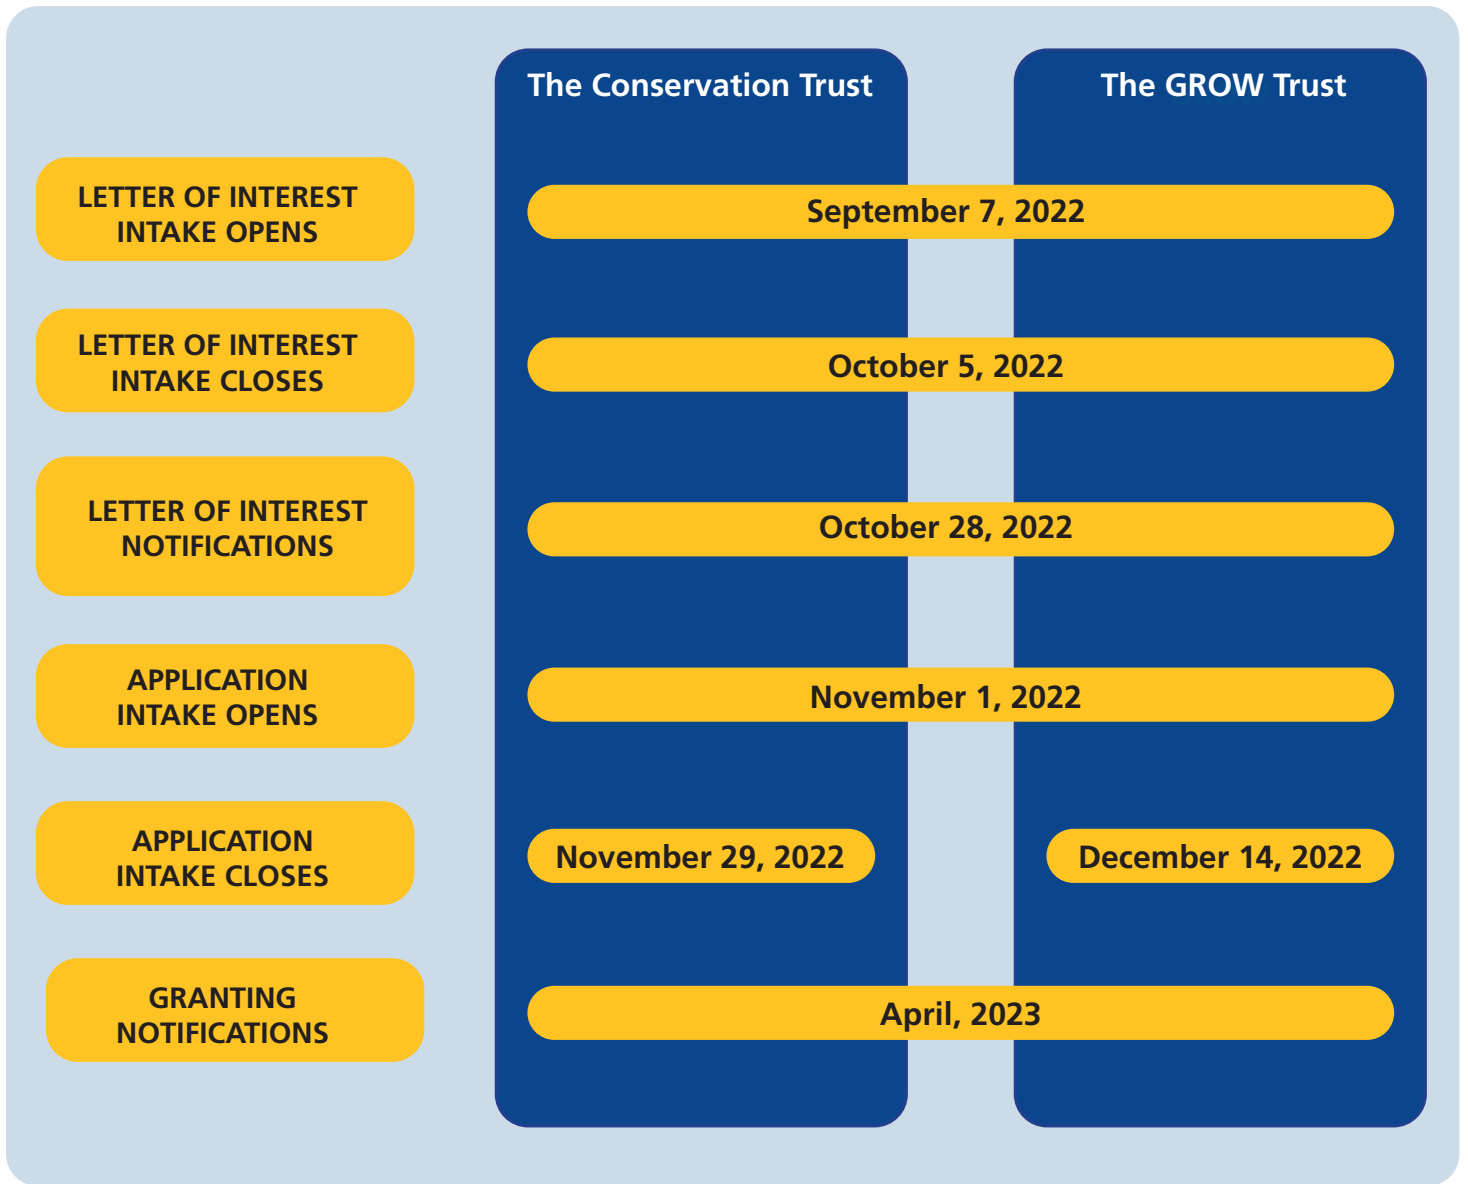 The Conservation Trust
The GROW Trust
LETTER OF INTEREST
INTAKE OPENS
September 7, 2022
LETTER OF INTEREST
INTAKE CLOSES
October 5, 2022
LETTER OF INTEREST
NOTIFICATIONS
October 28, 2022
APPLICATION
INTAKE OPENS
November 1, 2022
APPLICATION
INTAKE CLOSES
November 29, 2022
December 14, 2022
GRANTING
NOTIFICATIONS
April, 2023